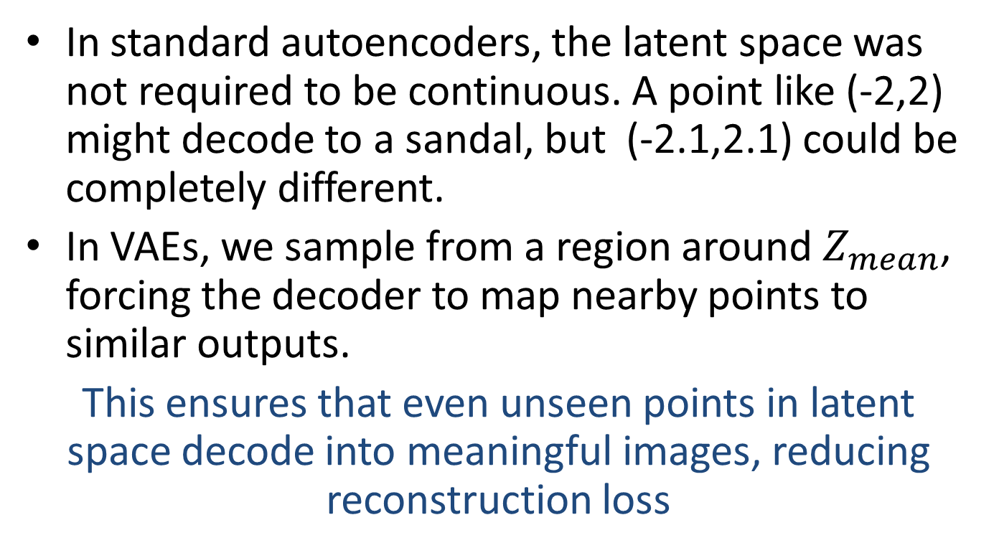 • In standard autoencoders, the latent space was
not required to be continuous. A point like (-2,2)
might decode to a sandal, but (-2.1,2.1) could be
completely different.
• In VAEs, we sample from a region around Z_mean,
forcing the decoder to map nearby points to
similar outputs.
This ensures that even unseen points in latent
space decode into meaningful images, reducing
reconstruction loss